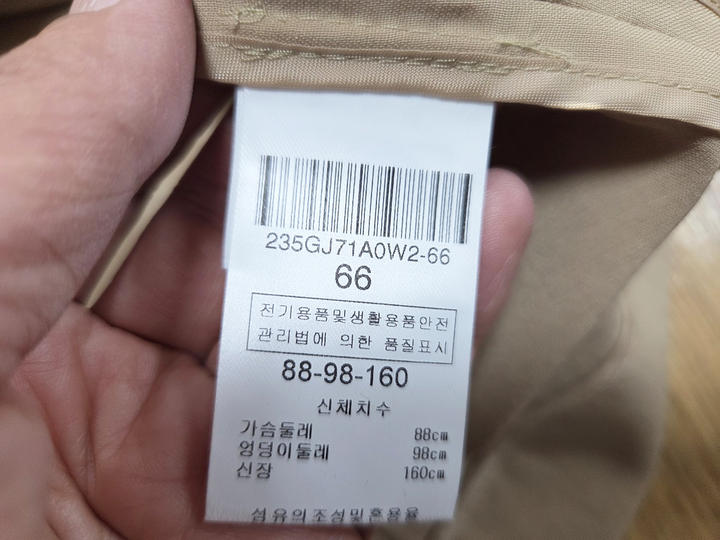 235GJ71A0W2-66
66
전기용품및생활용품안전
관리법에 의한 품질표시
88-98-160
신체치수
가슴둘레 88cm
엉덩이둘레 98cm
신장 160cm
섬유의조성및혼용율